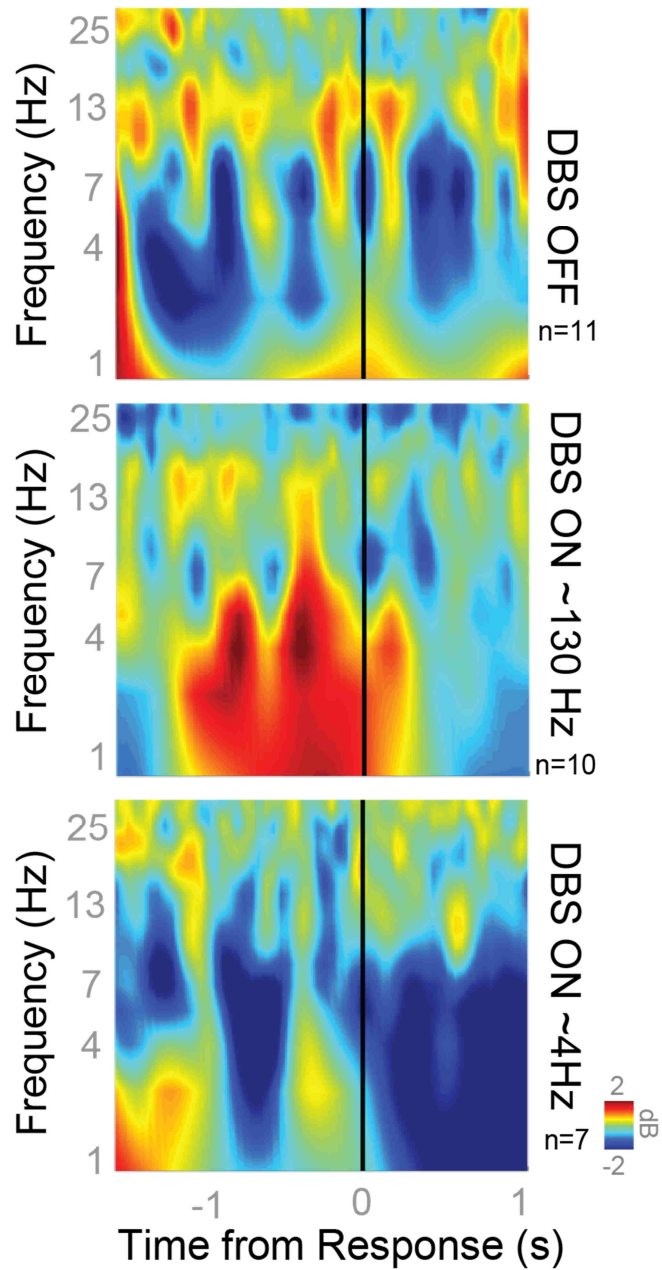 Frequency (Hz)
25
13
7
4
1
DBS OFF
n=11
Frequency (Hz)
25
13
7
4
1
DBS ON ~130 Hz
n=10
Frequency (Hz)
25
13
7
4
1
DBS ON ~4Hz
n=7
2
dB
-2
-1
0
1
Time from Response (s)